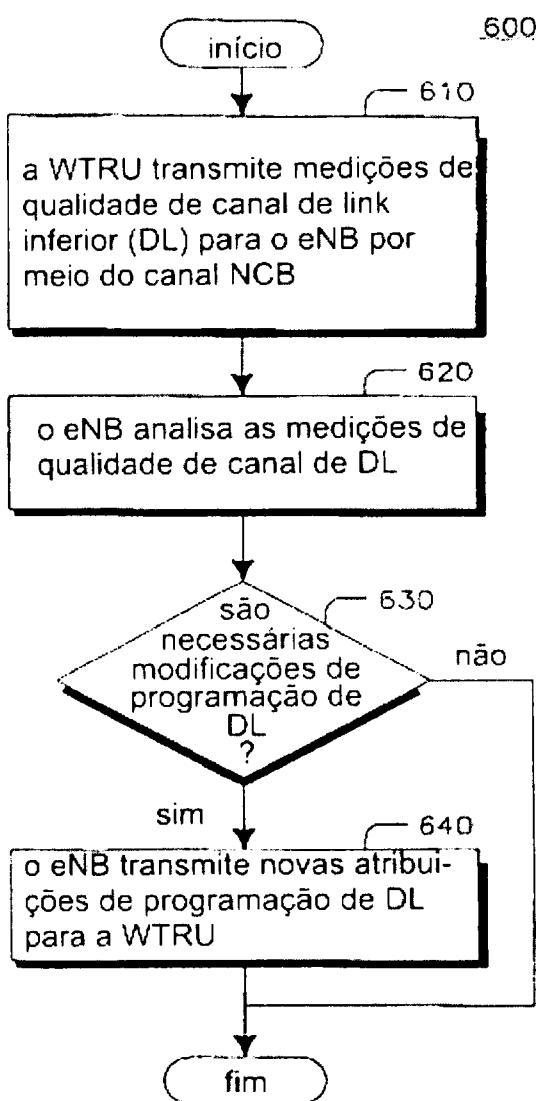 600
início
610
a WTRU transmite medições de
qualidade de canal de link
inferior (DL) para o eNB por
meio do canal NCB
620
o eNB analisa as medições de
qualidade de canal de DL
630
são
necessárias
modificações de
programação de
DL
?
não
sim
640
o eNB transmite novas atribui-
ções de programação de DL
para a WTRU
fim